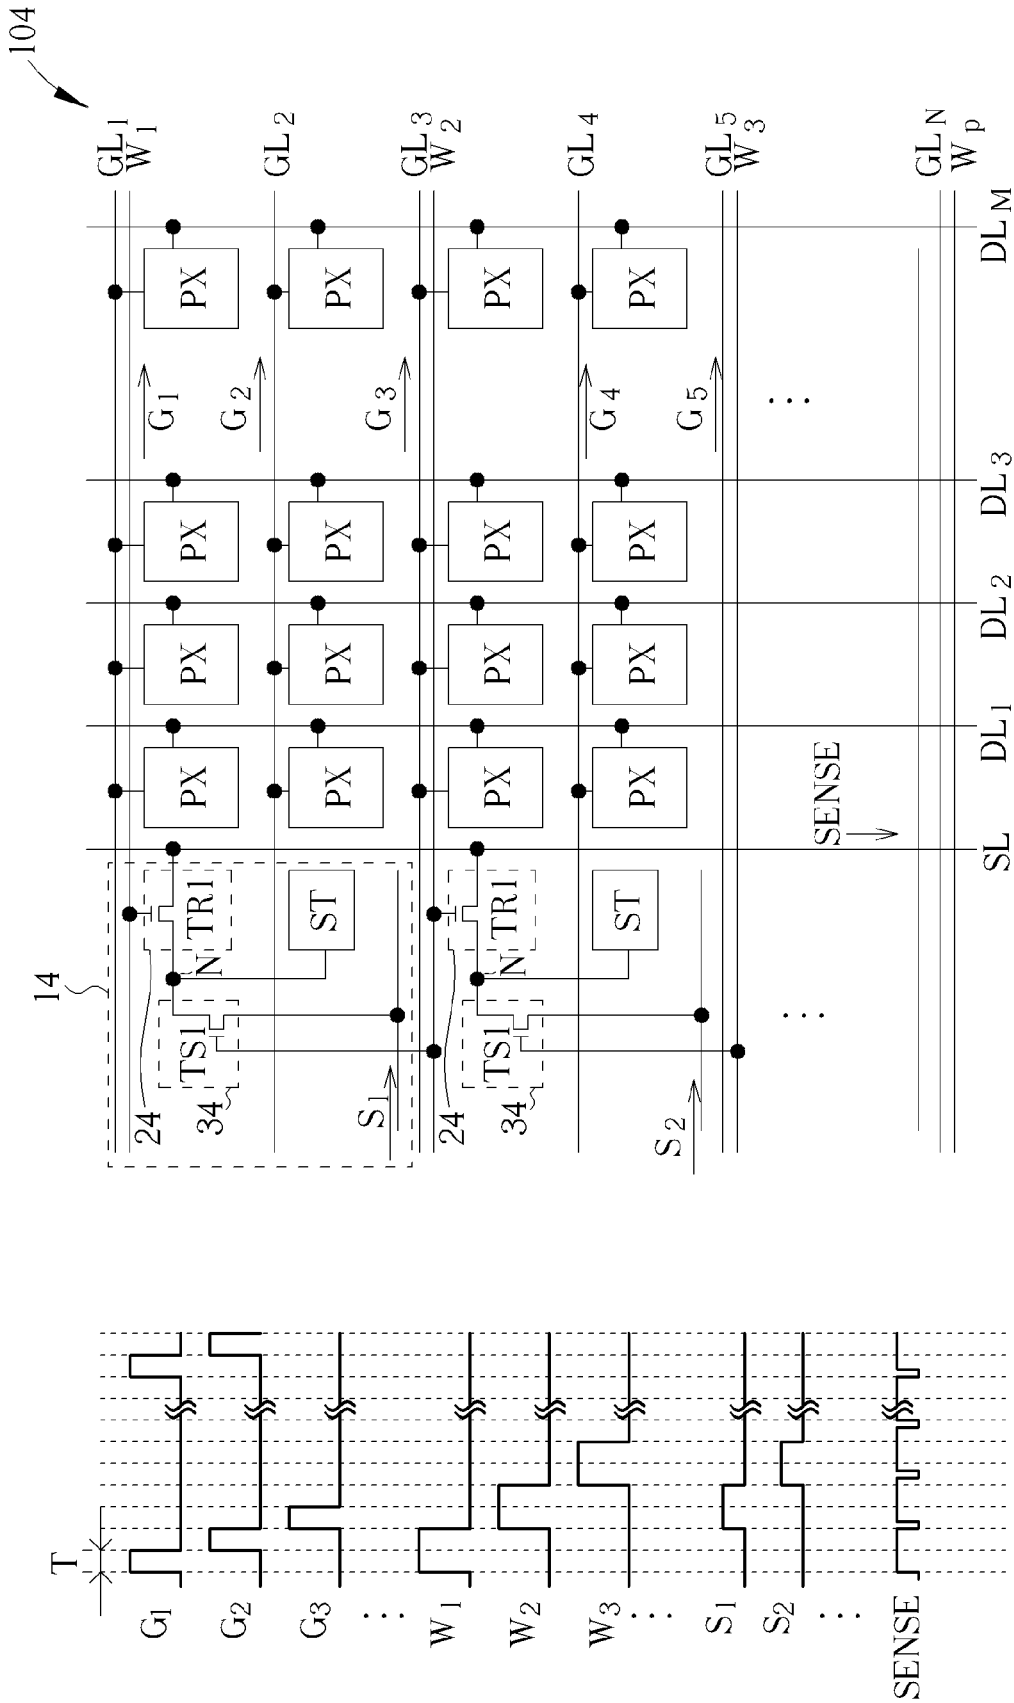 104
GL1
W1
GL2
GL3
W2
GL4
GL5
W3
GLN
Wp
14
24
34
TR1
TS1
N
ST
S1
PX PX PX PX
G1
G2
PX PX PX PX
G3
24
34
TR1
TS1
N
ST
S2
PX PX PX PX
G4
G5
PX PX PX PX
...
...
SENSE
SL
DL1
DL2
DL3
DLM
T
G1
G2
G3
...
W1
W2
W3
...
S1
S2
...
SENSE